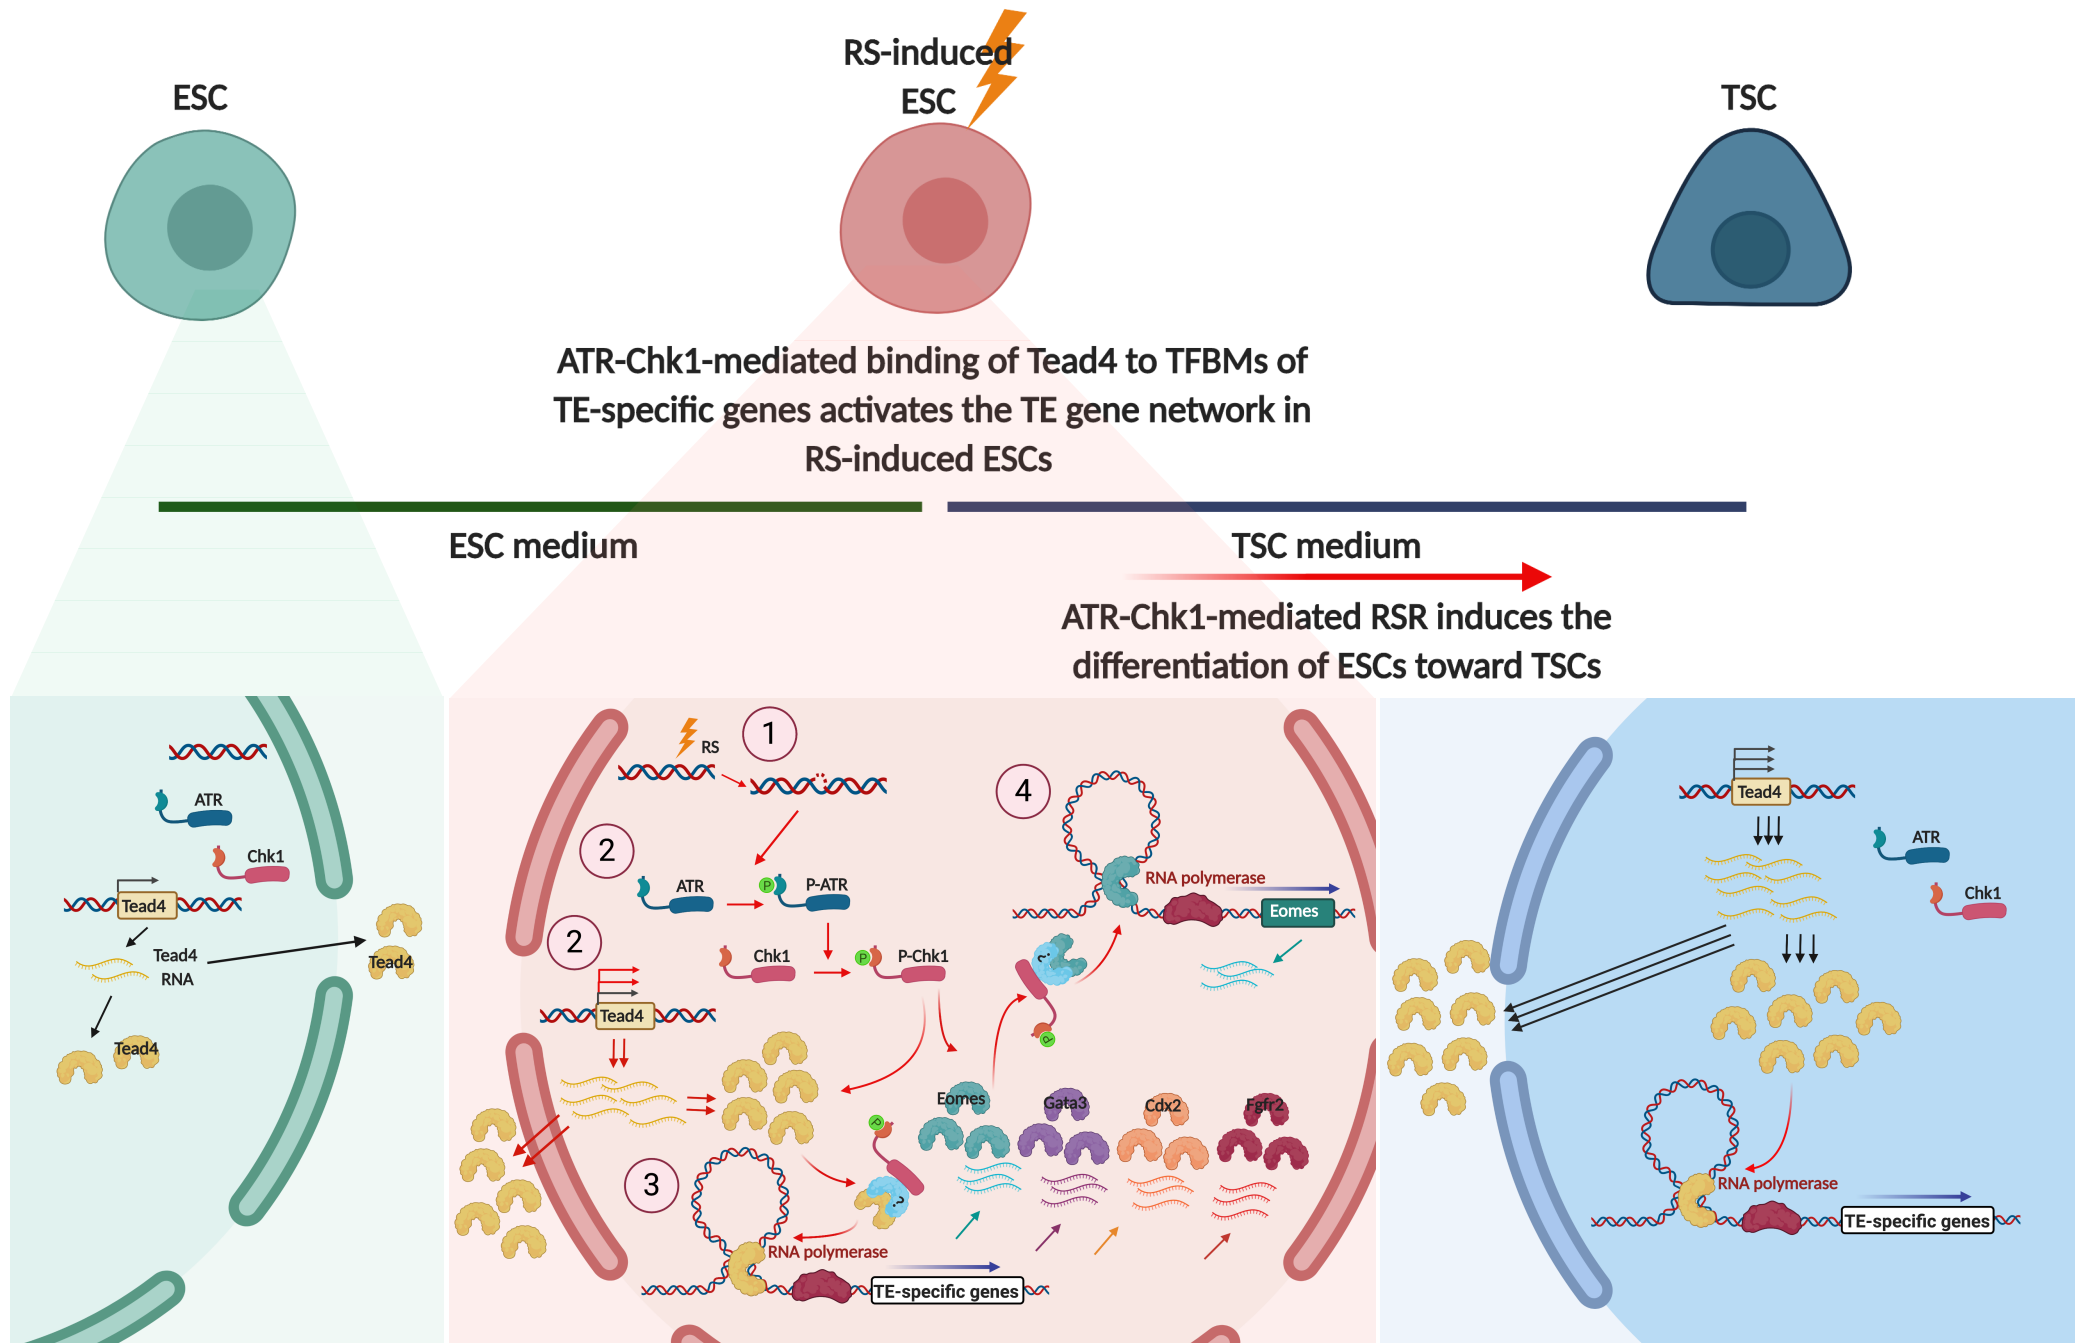 ESC
RS-induced
ESC
TSC
ATR-Chk1-mediated binding of Tead4 to TFBMs of
TE-specific genes activates the TE gene network in
RS-induced ESCs
ESC medium
TSC medium
ATR-Chk1-mediated RSR induces the
differentiation of ESCs toward TSCs
ATR
Chk1
Tead4
Tead4
RNA
Tead4
Tead4
RS
1
2
ATR
P
P-ATR
2
Chk1
P
P-Chk1
Tead4
3
P
?
RNA polymerase
TE-specific genes
4
RNA polymerase
Eomes
?
P
Eomes
Gata3
Cdx2
Fgfr2
Tead4
ATR
Chk1
RNA polymerase
TE-specific genes